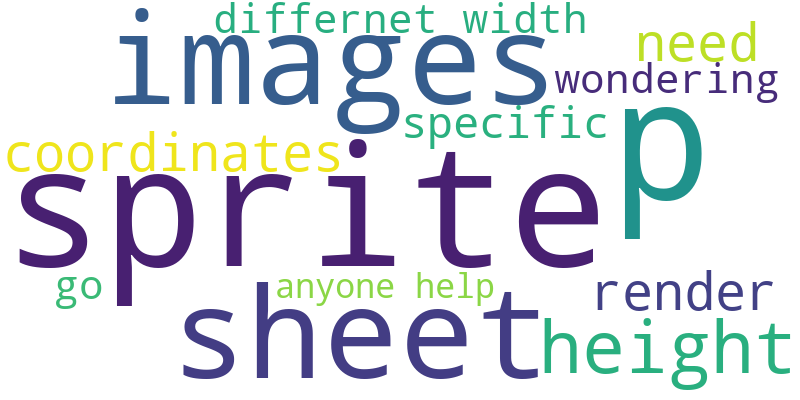 differnet width
images
need
wondering
specific
p
coordinates
sprite
go
anyone help
render
sheet
height